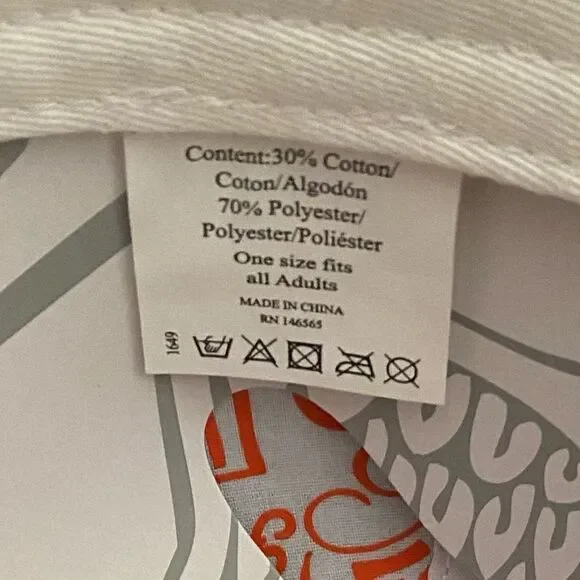 Content:30% Cotton/
Coton/Algodón
70% Polyester/
Polyester/Poliéster
One size fits
all Adults
MADE IN CHINA
RN 146565
1649